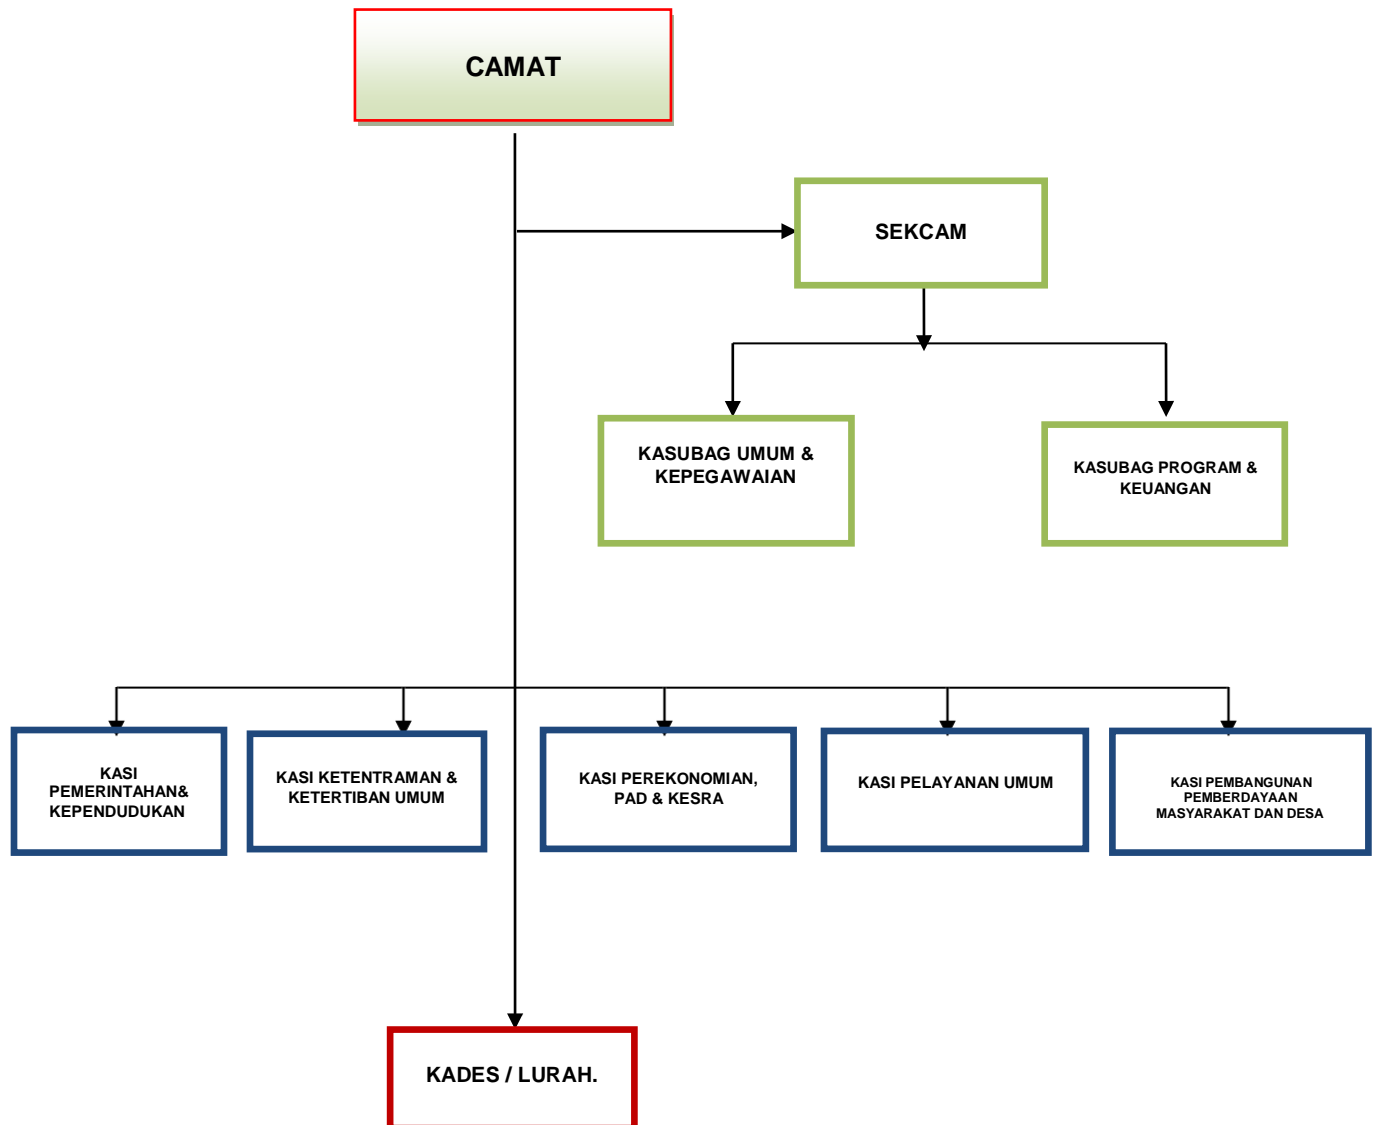 CAMAT
SEKCAM
KASUBAG UMUM &
KEPEGAWAIAN
KASUBAG PROGRAM &
KEUANGAN
KASI
PEMERINTAHAN&
KEPENDUDUKAN
KASI KETENTRAMAN &
KETERTIBAN UMUM
KASI PEREKONOMIAN,
PAD & KESRA
KASI PELAYANAN UMUM
KASI PEMBANGUNAN
PEMBERDAYAAN
MASYARAKAT DAN DESA
KADES / LURAH.